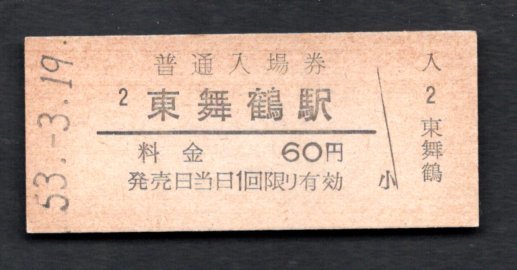 53.-3.19.
普通入場券
2 東舞鶴駅
料金 60円
発売日当日1回限り有効
小
入
2
東舞鶴